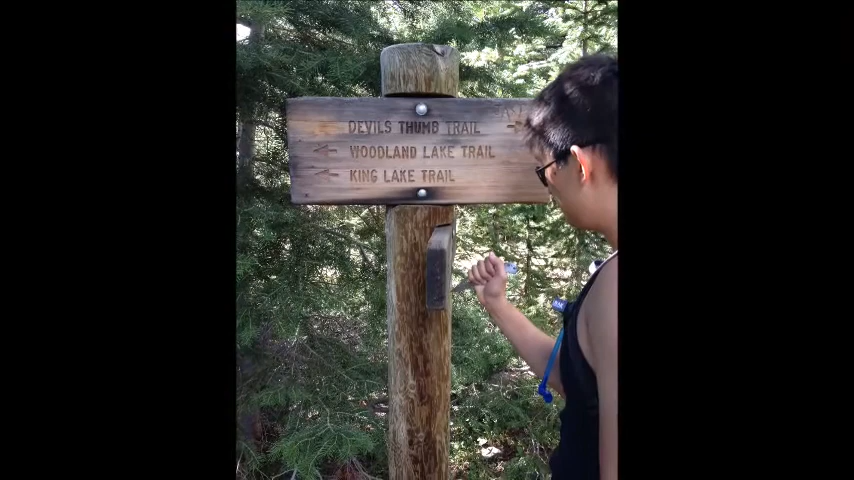 DEVILS THUMB TRAIL
WOODLAND LAKE TRAIL
KING LAKE TRAIL